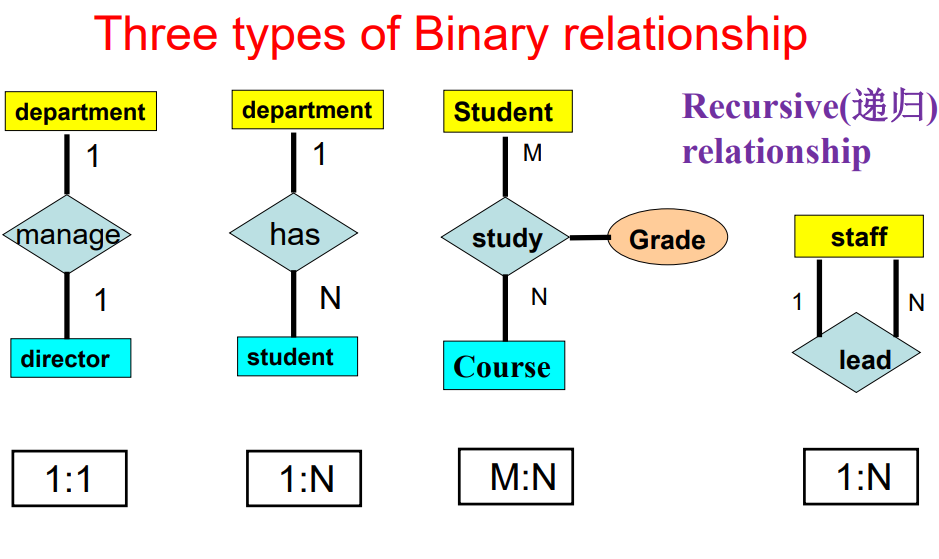 Three types of Binary relationship
department
1
manage
1
director
1:1
department
1
has
N
student
1:N
Student
M
study
Grade
N
Course
M:N
Recursive(递归)
relationship
staff
1
N
lead
1:N